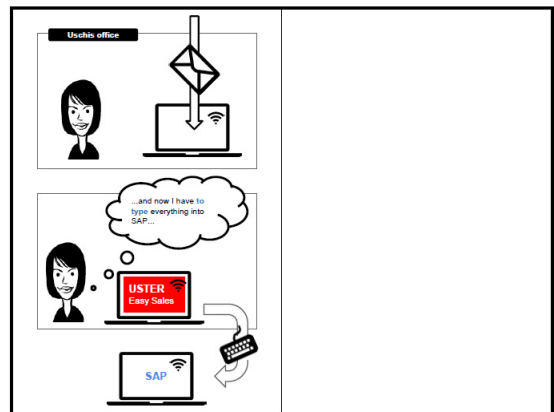 Uschis office
...and now I have to
type everything into
SAP...
USTER
Easy Sales
SAP